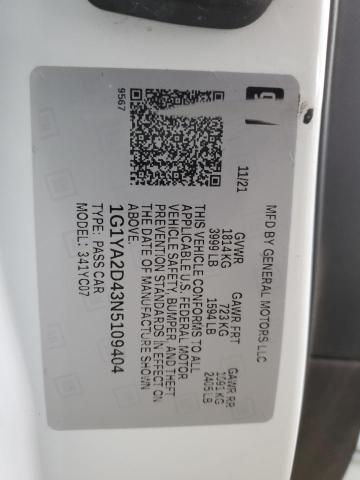 MFD BY GENERAL MOTORS LLC
11/21
GVWR
1814 KG
3999 LB
GAWR FRT
723 KG
1594 LB
GAWR RR
1091 KG
2405 LB
THIS VEHICLE CONFORMS TO ALL
APPLICABLE U.S. FEDERAL MOTOR
VEHICLE SAFETY, BUMPER, AND THEFT
PREVENTION STANDARDS IN EFFECT ON
THE DATE OF MANUFACTURE SHOWN
ABOVE.
1G1YA2D43N5109404
TYPE: PASS CAR
MODEL: 341YC07
9567